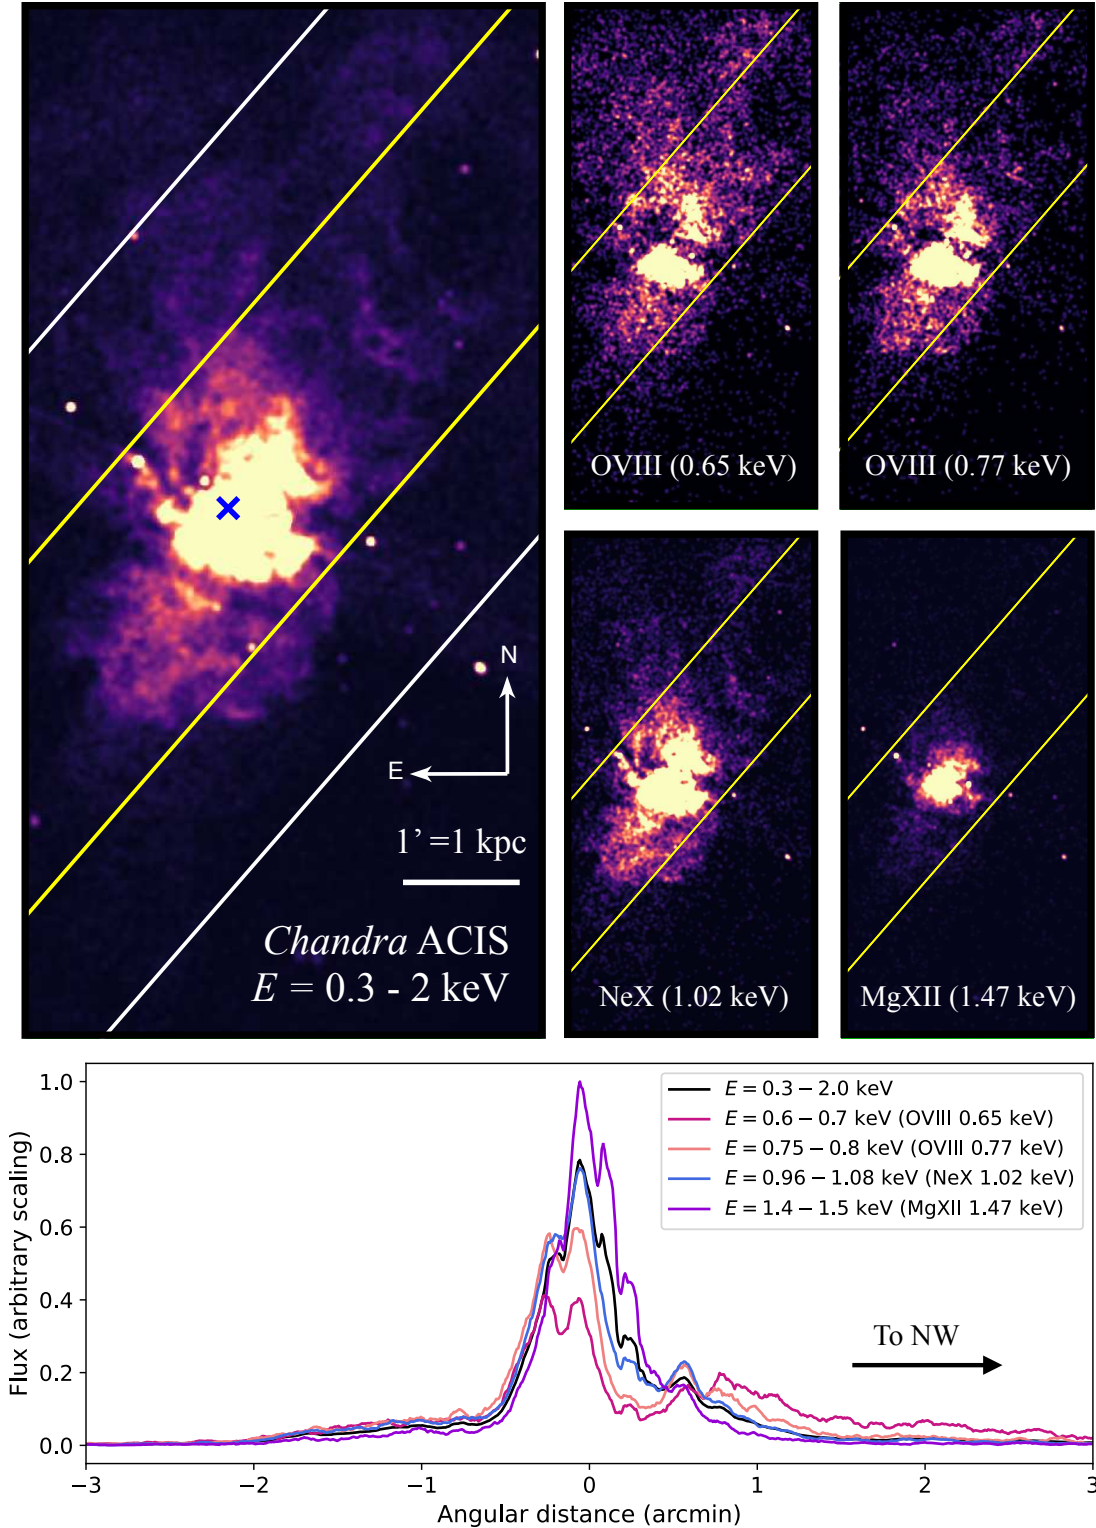 N
E
1’ =1 kpc
Chandra ACIS
E = 0.3 - 2 keV
OVIII (0.65 keV)
OVIII (0.77 keV)
NeX (1.02 keV)
MgXII (1.47 keV)
Flux (arbitrary scaling)
1.0
0.8
0.6
0.4
0.2
0.0
E = 0.3 − 2.0 keV
E = 0.6 − 0.7 keV (OVIII 0.65 keV)
E = 0.75 − 0.8 keV (OVIII 0.77 keV)
E = 0.96 − 1.08 keV (NeX 1.02 keV)
E = 1.4 − 1.5 keV (MgXII 1.47 keV)
To NW
−3 −2 −1 0 1 2 3
Angular distance (arcmin)